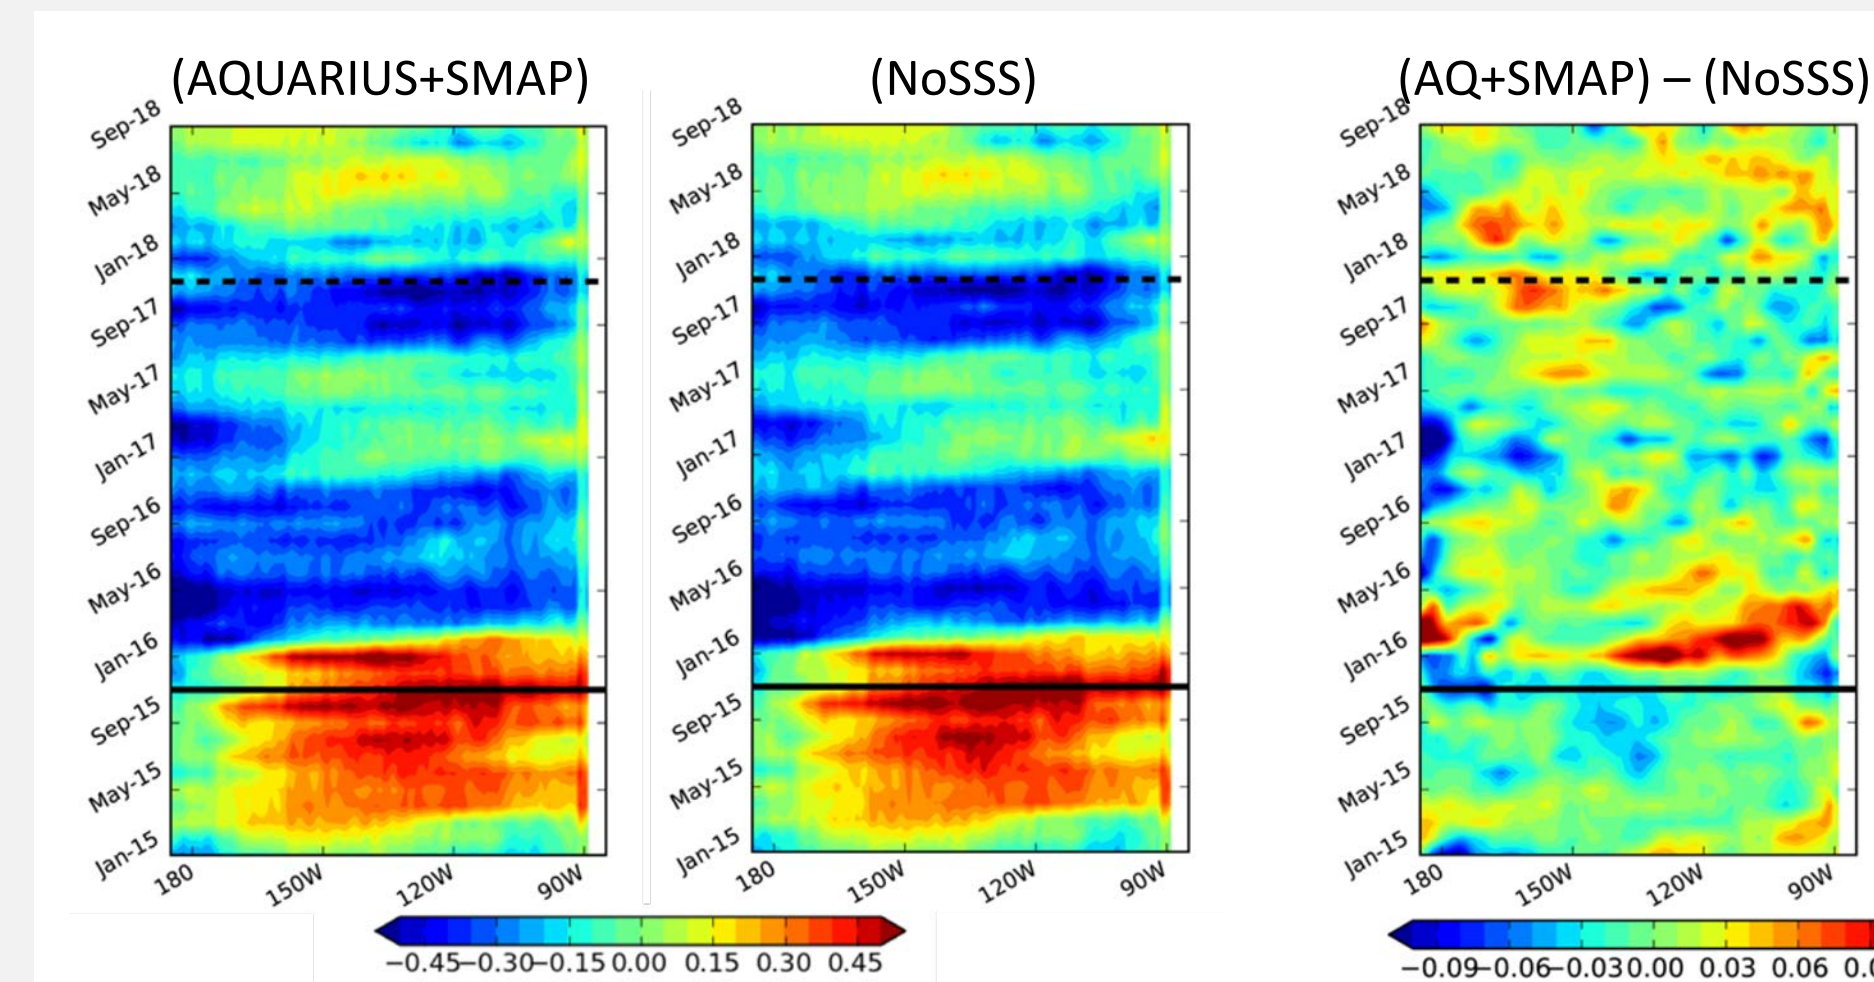 (AQUARIUS+SMAP)
Sep-18
May-18
Jan-18
Sep-17
May-17
Jan-17
Sep-16
May-16
Jan-16
Sep-15
May-15
Jan-15
180 150W 120W 90W
(NoSSS)
Sep-18
May-18
Jan-18
Sep-17
May-17
Jan-17
Sep-16
May-16
Jan-16
Sep-15
May-15
Jan-15
180 150W 120W 90W
−0.45 −0.30 −0.15 0.00 0.15 0.30 0.45
(AQ+SMAP) – (NoSSS)
Sep-18
May-18
Jan-18
Sep-17
May-17
Jan-17
Sep-16
May-16
Jan-16
Sep-15
May-15
Jan-15
180 150W 120W 90W
−0.09 −0.06 −0.03 0.00 0.03 0.06